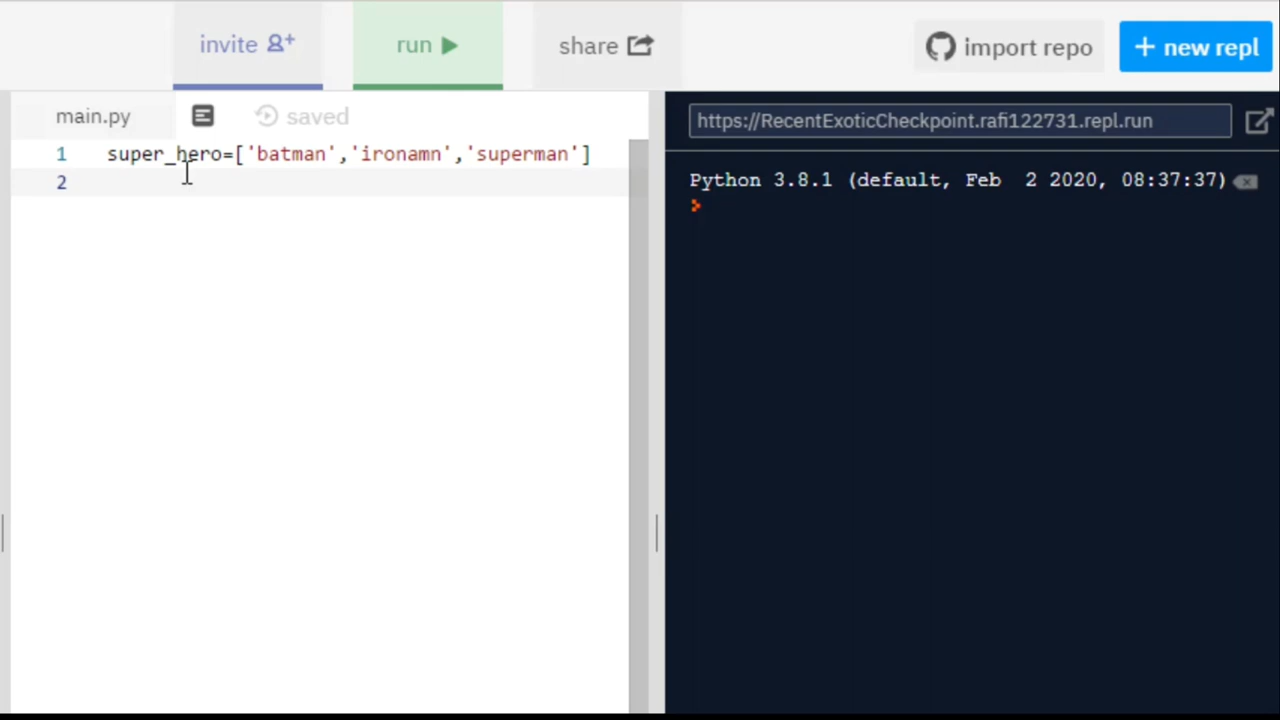 invite
run
share
import repo
+ new repl
main.py
saved
https://RecentExoticCheckpoint.rafi122731.repl.run
1 super_hero=['batman','ironamn','superman']
2
Python 3.8.1 (default, Feb  2 2020, 08:37:37)